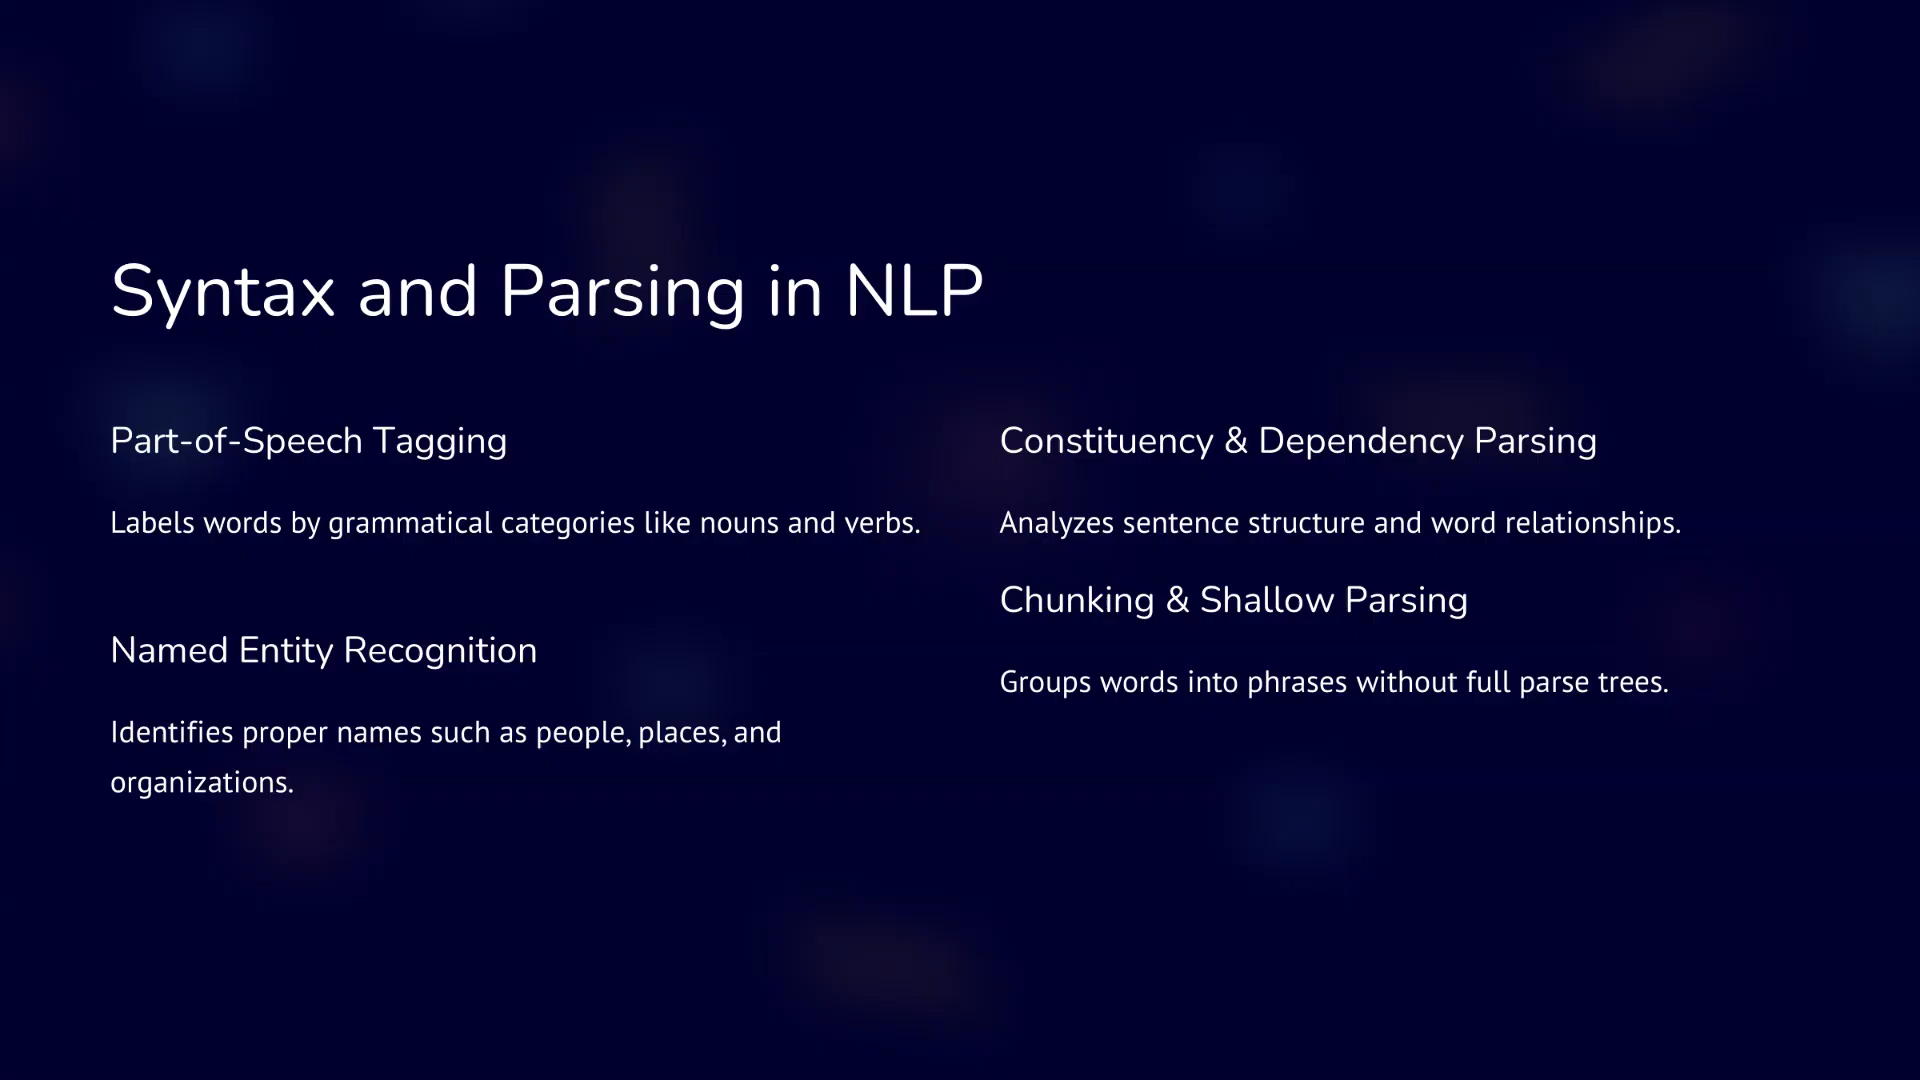 Syntax and Parsing in NLP
Part-of-Speech Tagging
Labels words by grammatical categories like nouns and verbs.
Named Entity Recognition
Identifies proper names such as people, places, and
organizations.
Constituency & Dependency Parsing
Analyzes sentence structure and word relationships.
Chunking & Shallow Parsing
Groups words into phrases without full parse trees.